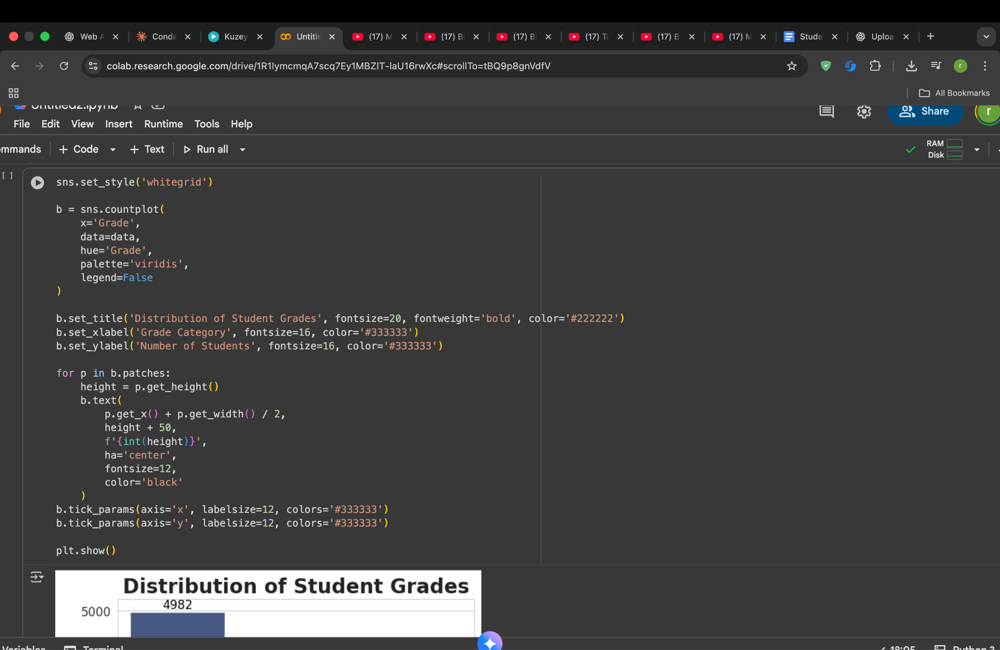 Web A
Conda
Kuzey
Untitle
(17) M
(17) B
(17) B
(17) Tu
(17) B
(17) M
Stude
Uploa
colab.research.google.com/drive/1R1lymcmqA7scq7Ey1MBZlT-laU16rwXc#scrollTo=tBQ9p8gnVdfV
r
All Bookmarks
Untitled2.ipynb
Share
r
File Edit View Insert Runtime Tools Help
ommands + Code + Text Run all
RAM
Disk
[ ]
sns.set_style('whitegrid')
b = sns.countplot(
x='Grade',
data=data,
hue='Grade',
palette='viridis',
legend=False
)
b.set_title('Distribution of Student Grades', fontsize=20, fontweight='bold', color='#222222')
b.set_xlabel('Grade Category', fontsize=16, color='#333333')
b.set_ylabel('Number of Students', fontsize=16, color='#333333')
for p in b.patches:
height = p.get_height()
b.text(
p.get_x() + p.get_width() / 2,
height + 50,
f'{int(height)}',
ha='center',
fontsize=12,
color='black'
)
b.tick_params(axis='x', labelsize=12, colors='#333333')
b.tick_params(axis='y', labelsize=12, colors='#333333')
plt.show()
Distribution of Student Grades
4982
5000
Variables Terminal
18:05 Python 3